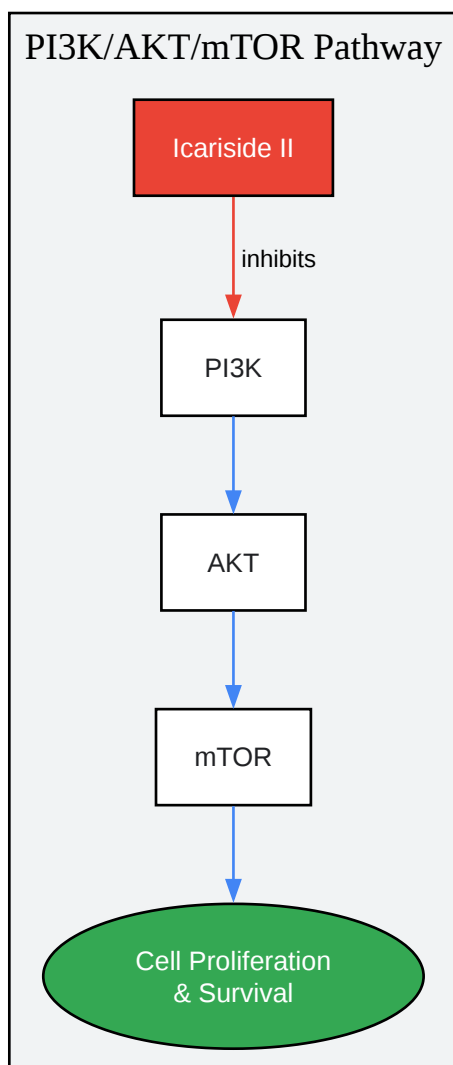 PI3K/AKT/mTOR Pathway
Icariside II
inhibits
PI3K
AKT
mTOR
Cell Proliferation
& Survival